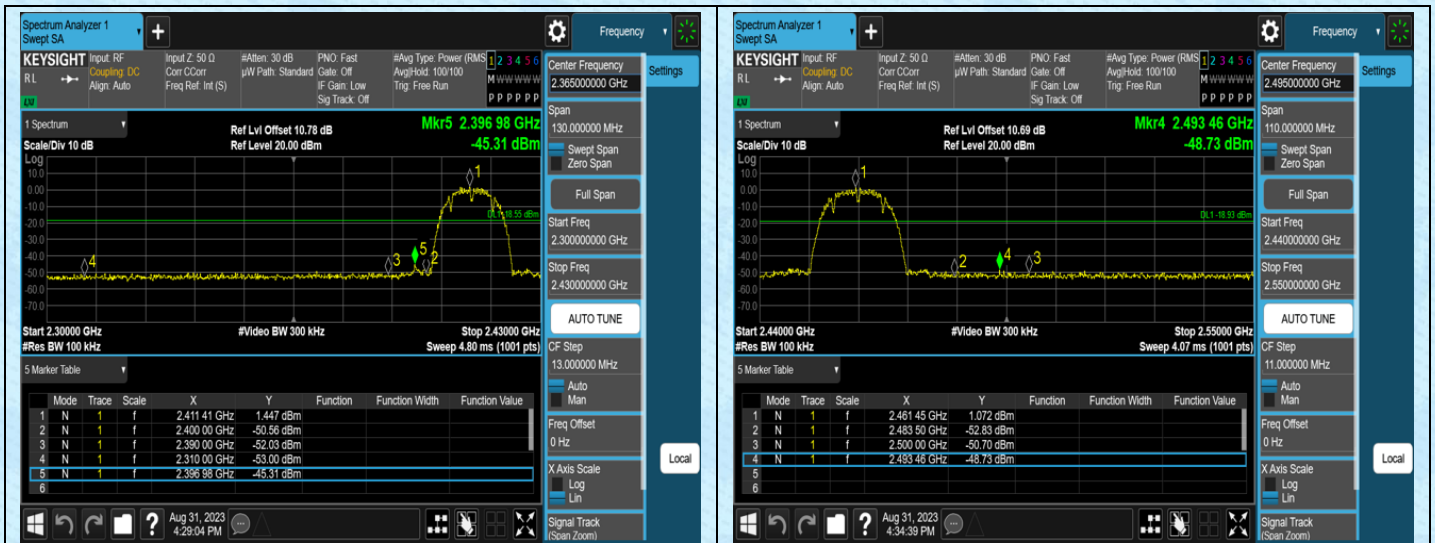 Spectrum Analyzer 1
Swept SA
+
Frequency
KEYSIGHT Input: RF Input Z: 50 Ω #Atten: 30 dB PNO: Fast #Avg Type: Power (RMS 1 2 3 4 5 6
RL Coupling: DC Corr CCorr µW Path: Standard Gate: Off Avg|Hold: 100/100 M W W W W W
Align: Auto Freq Ref: Int (S) IF Gain: Low Trig: Free Run
LXI Sig Track: Off P P P P P P
1 Spectrum
Ref Lvl Offset 10.78 dB Mkr5 2.396 98 GHz
Scale/Div 10 dB Ref Level 20.00 dBm -45.31 dBm
Log
10.0
0.00
-10.0
-20.0
-30.0
-40.0
-50.0
-60.0
-70.0
1
DL1 -18.55 dBm
4 3 5 2
Start 2.30000 GHz #Video BW 300 kHz Stop 2.43000 GHz
#Res BW 100 kHz Sweep 4.80 ms (1001 pts)
5 Marker Table
Mode Trace Scale X Y Function Function Width Function Value
1 N 1 f 2.411 41 GHz 1.447 dBm
2 N 1 f 2.400 00 GHz -50.56 dBm
3 N 1 f 2.390 00 GHz -52.03 dBm
4 N 1 f 2.310 00 GHz -53.00 dBm
5 N 1 f 2.396 98 GHz -45.31 dBm
6
?
Aug 31, 2023
4:29:04 PM
Center Frequency
2.365000000 GHz
Settings
Span
130.000000 MHz
Swept Span
Zero Span
Full Span
Start Freq
2.300000000 GHz
Stop Freq
2.430000000 GHz
AUTO TUNE
CF Step
13.000000 MHz
Auto
Man
Freq Offset
0 Hz
Local
X Axis Scale
Log
Lin
Signal Track
(Span Zoom)
Spectrum Analyzer 1
Swept SA
+
Frequency
KEYSIGHT Input: RF Input Z: 50 Ω #Atten: 30 dB PNO: Fast #Avg Type: Power (RMS 1 2 3 4 5 6
RL Coupling: DC Corr CCorr µW Path: Standard Gate: Off Avg|Hold: 100/100 M W W W W W
Align: Auto Freq Ref: Int (S) IF Gain: Low Trig: Free Run
LXI Sig Track: Off P P P P P P
1 Spectrum
Ref Lvl Offset 10.69 dB Mkr4 2.493 46 GHz
Scale/Div 10 dB Ref Level 20.00 dBm -48.73 dBm
Log
10.0
0.00
-10.0
-20.0
-30.0
-40.0
-50.0
-60.0
-70.0
1
DL1 -18.93 dBm
2 4 3
Start 2.44000 GHz #Video BW 300 kHz Stop 2.55000 GHz
#Res BW 100 kHz Sweep 4.07 ms (1001 pts)
5 Marker Table
Mode Trace Scale X Y Function Function Width Function Value
1 N 1 f 2.461 45 GHz 1.072 dBm
2 N 1 f 2.483 50 GHz -52.83 dBm
3 N 1 f 2.500 00 GHz -50.70 dBm
4 N 1 f 2.493 46 GHz -48.73 dBm
5
6
?
Aug 31, 2023
4:34:39 PM
Center Frequency
2.495000000 GHz
Settings
Span
110.000000 MHz
Swept Span
Zero Span
Full Span
Start Freq
2.440000000 GHz
Stop Freq
2.550000000 GHz
AUTO TUNE
CF Step
11.000000 MHz
Auto
Man
Freq Offset
0 Hz
Local
X Axis Scale
Log
Lin
Signal Track
(Span Zoom)